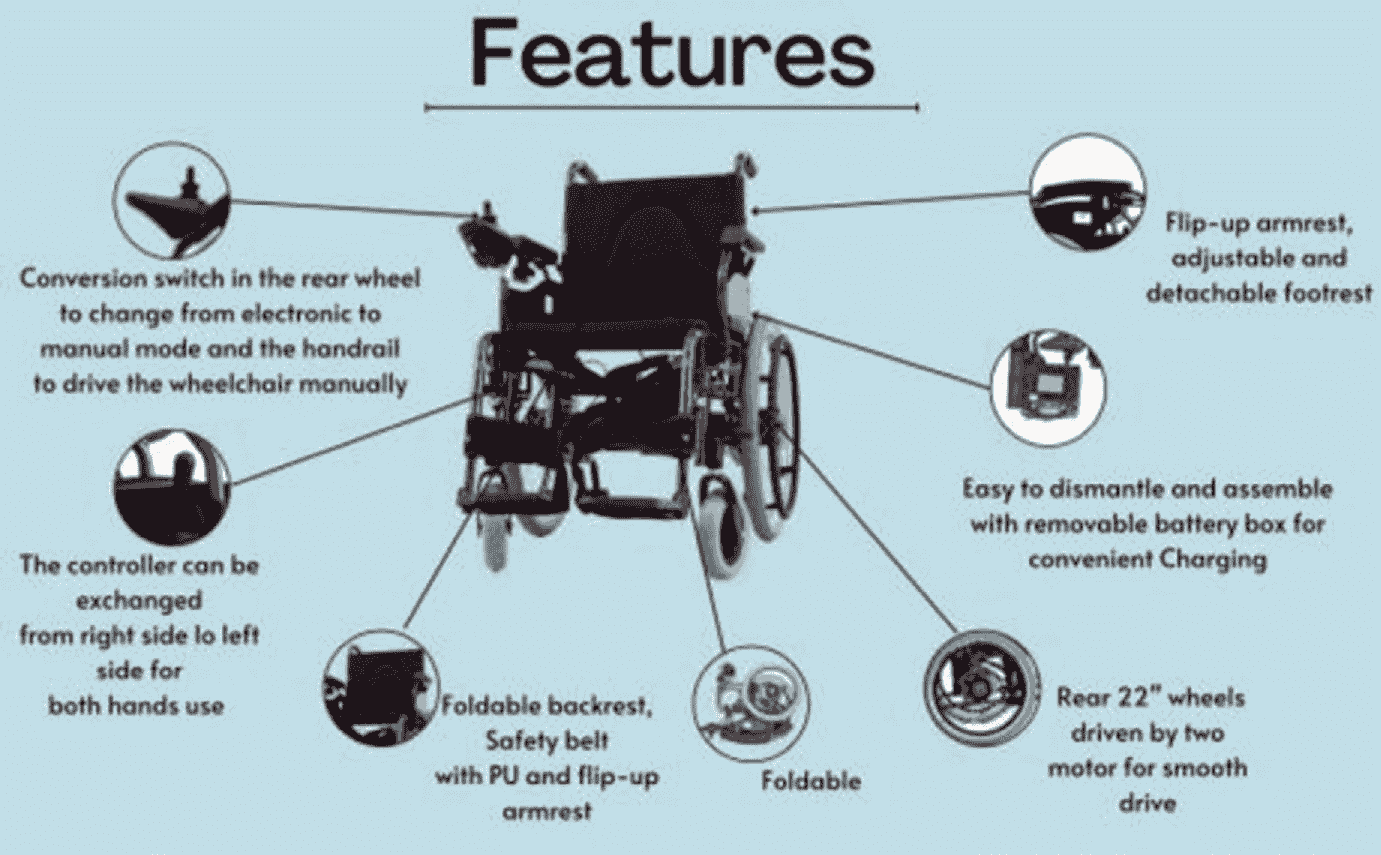 Features
Conversion switch in the rear wheel
to change from electronic to
manual mode and the handrail
to drive the wheelchair manually
Flip-up armrest,
adjustable and
detachable footrest
The controller can be
exchanged
from right side lo left
side for
both hands use
Easy to dismantle and assemble
with removable battery box for
convenient Charging
Foldable backrest,
Safety belt
with PU and flip-up
armrest
Foldable
Rear 22" wheels
driven by two
motor for smooth
drive